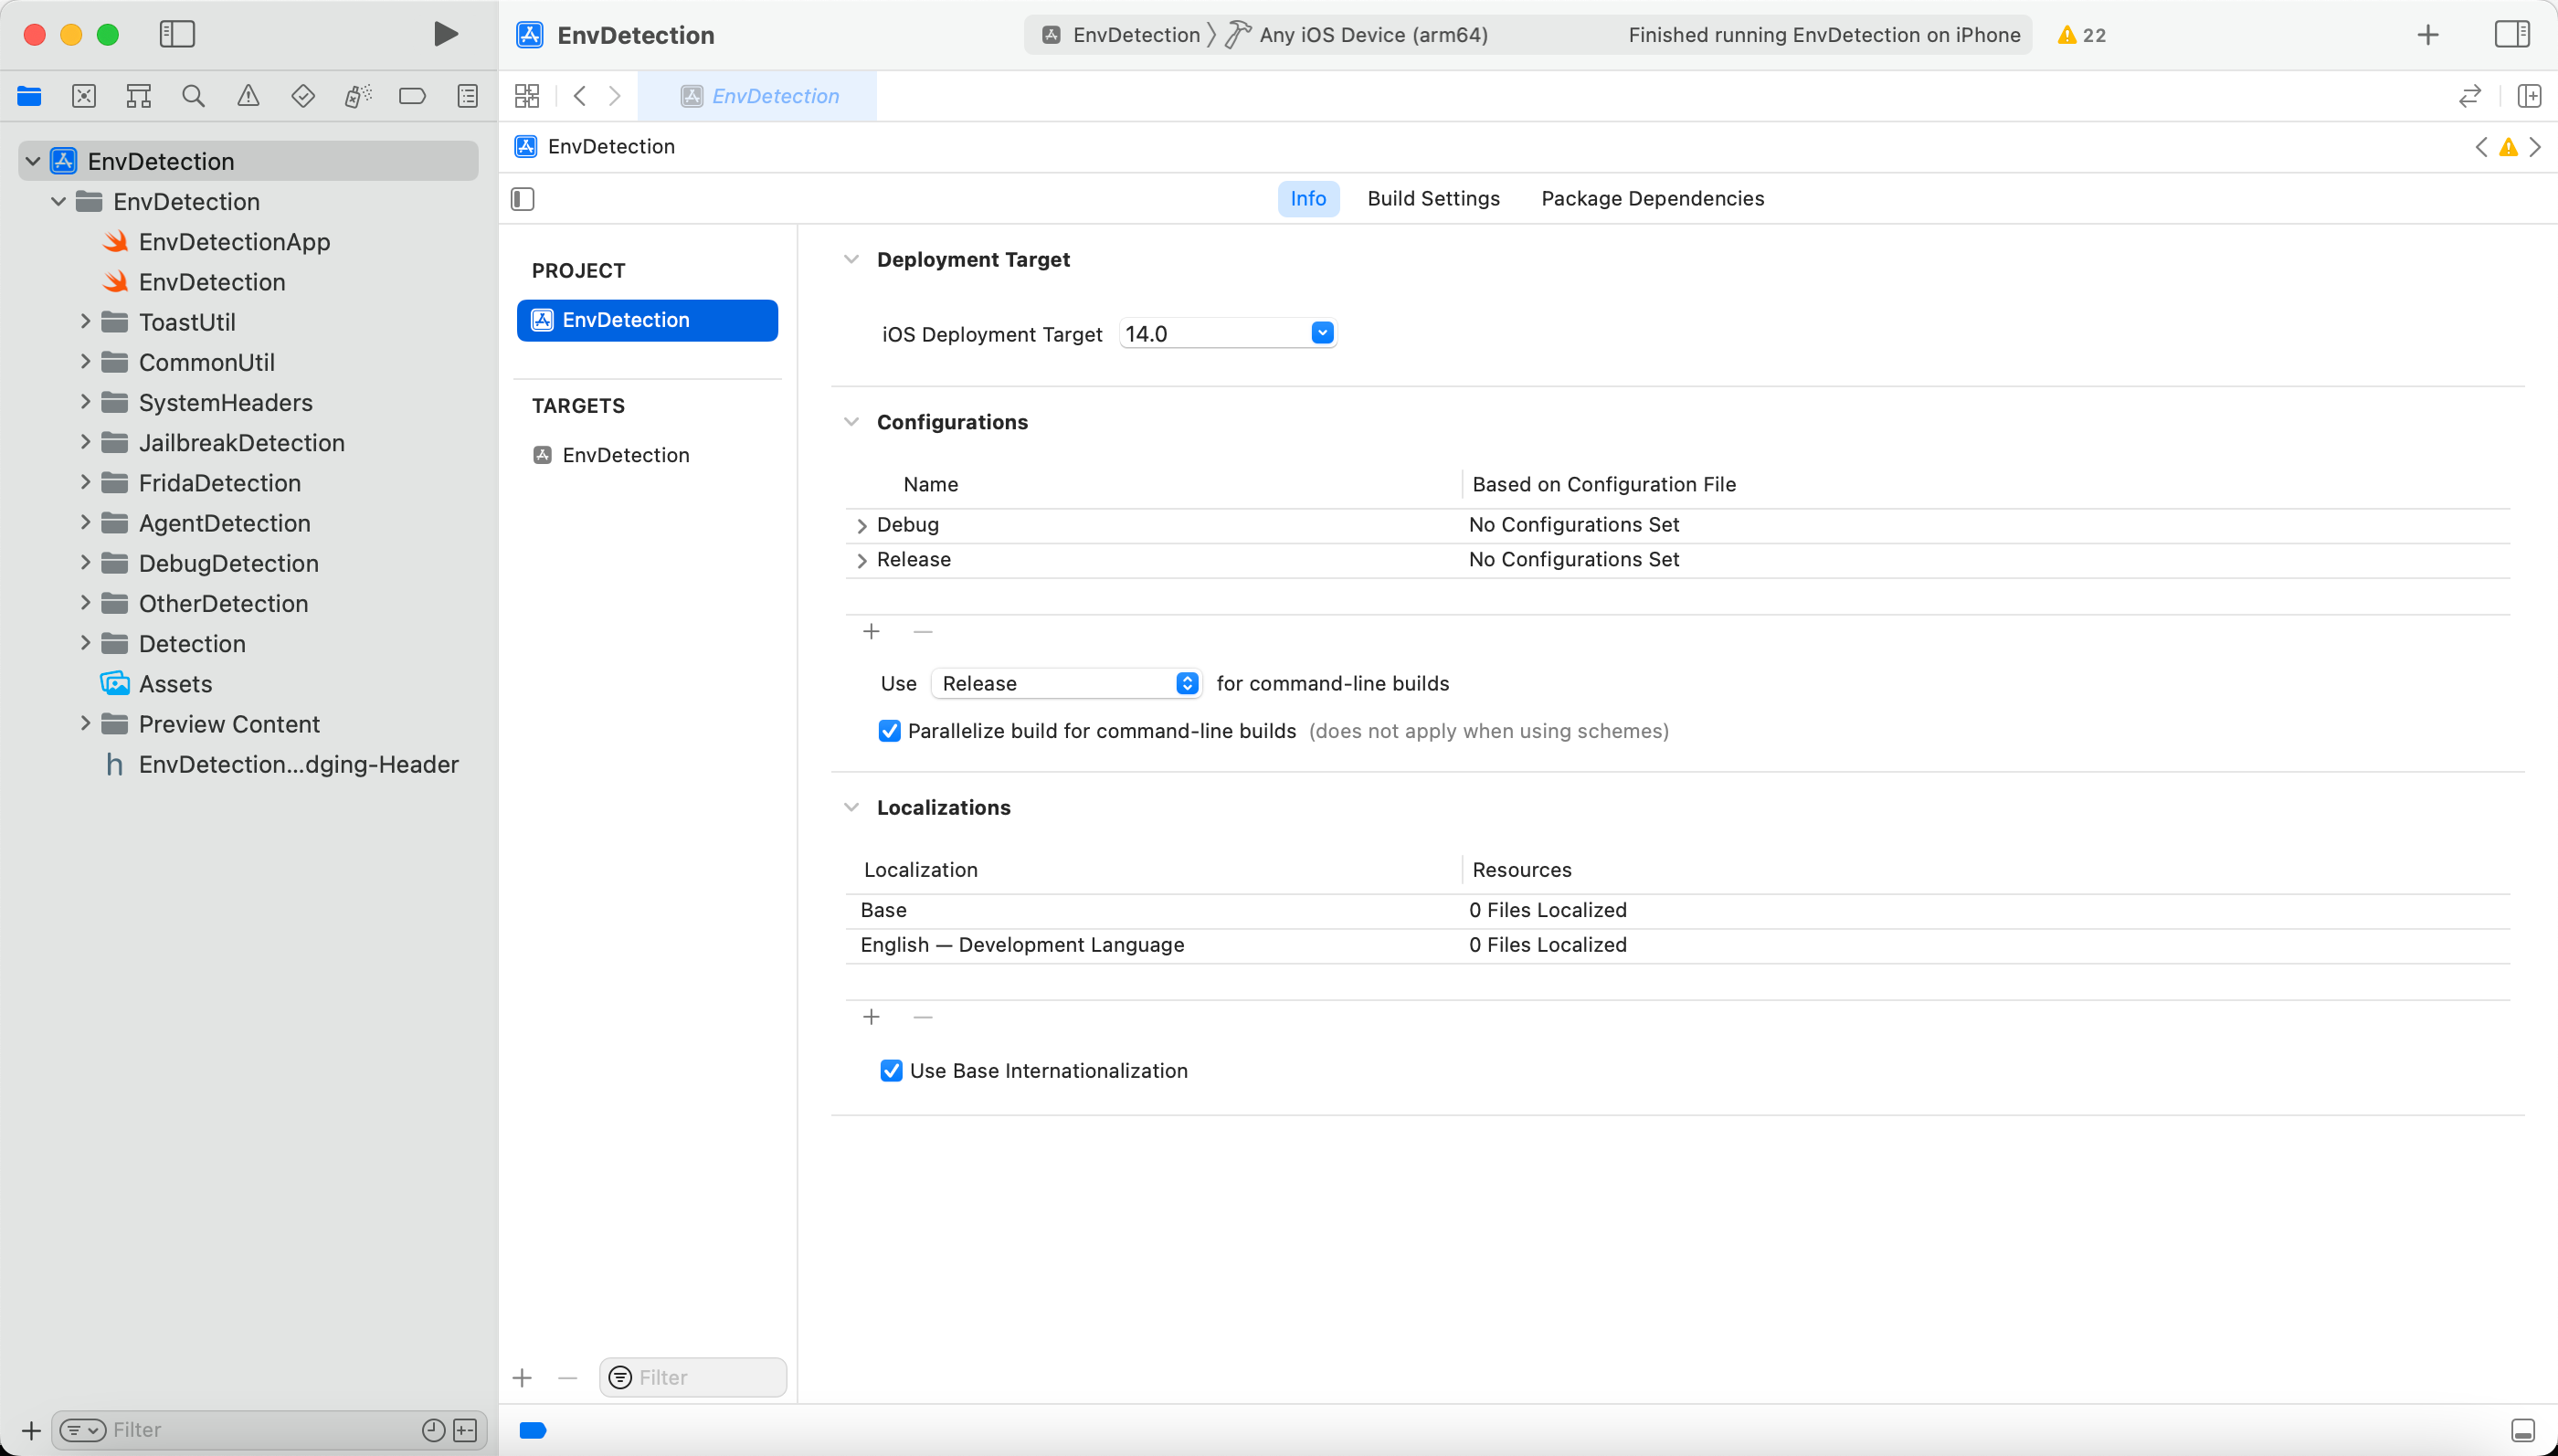 EnvDetection
EnvDetection
Any iOS Device (arm64)
Finished running EnvDetection on iPhone
22
EnvDetection
EnvDetection
EnvDetection
EnvDetection
EnvDetectionApp
EnvDetection
ToastUtil
CommonUtil
SystemHeaders
JailbreakDetection
FridaDetection
AgentDetection
DebugDetection
OtherDetection
Detection
Assets
Preview Content
EnvDetection...dging-Header
Filter
Info
Build Settings
Package Dependencies
PROJECT
EnvDetection
TARGETS
EnvDetection
Filter
Deployment Target
iOS Deployment Target 14.0
Configurations
Name Based on Configuration File
Debug No Configurations Set
Release No Configurations Set
Use Release for command-line builds
Parallelize build for command-line builds (does not apply when using schemes)
Localizations
Localization Resources
Base 0 Files Localized
English — Development Language 0 Files Localized
Use Base Internationalization